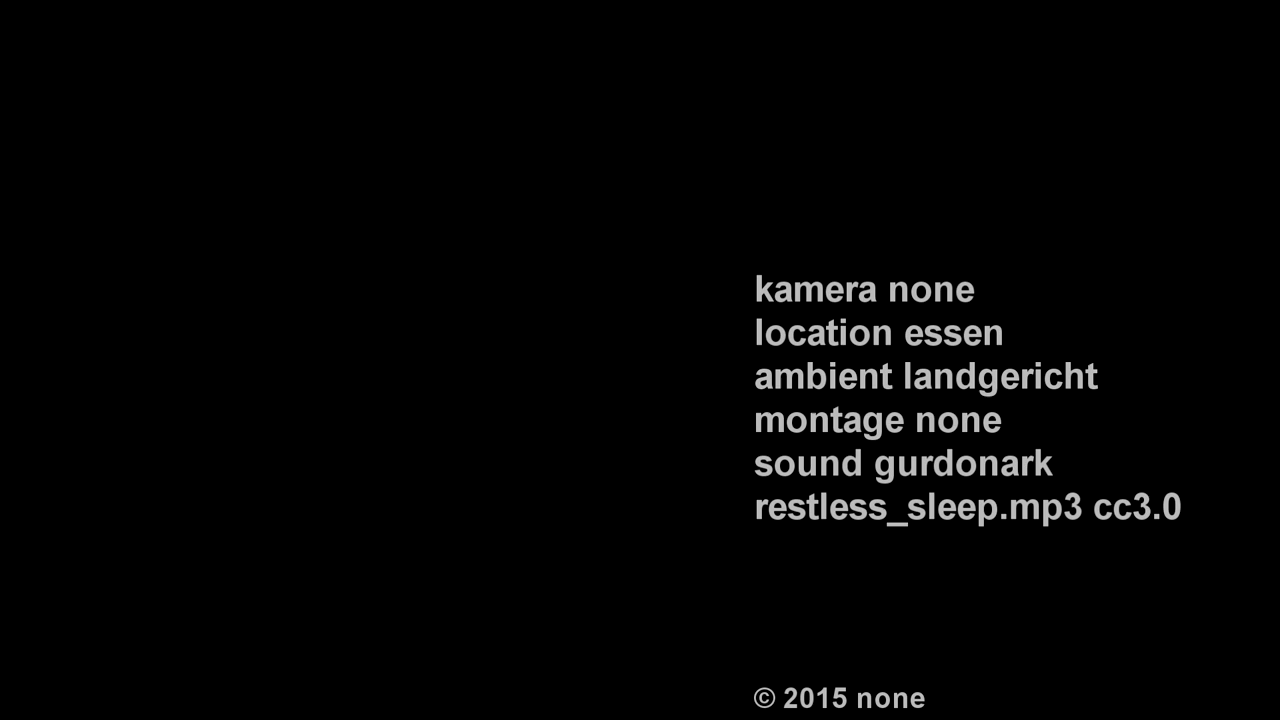 kamera none
location essen
ambient landgericht
montage none
sound gurdonark
restless_sleep.mp3 cc3.0
© 2015 none